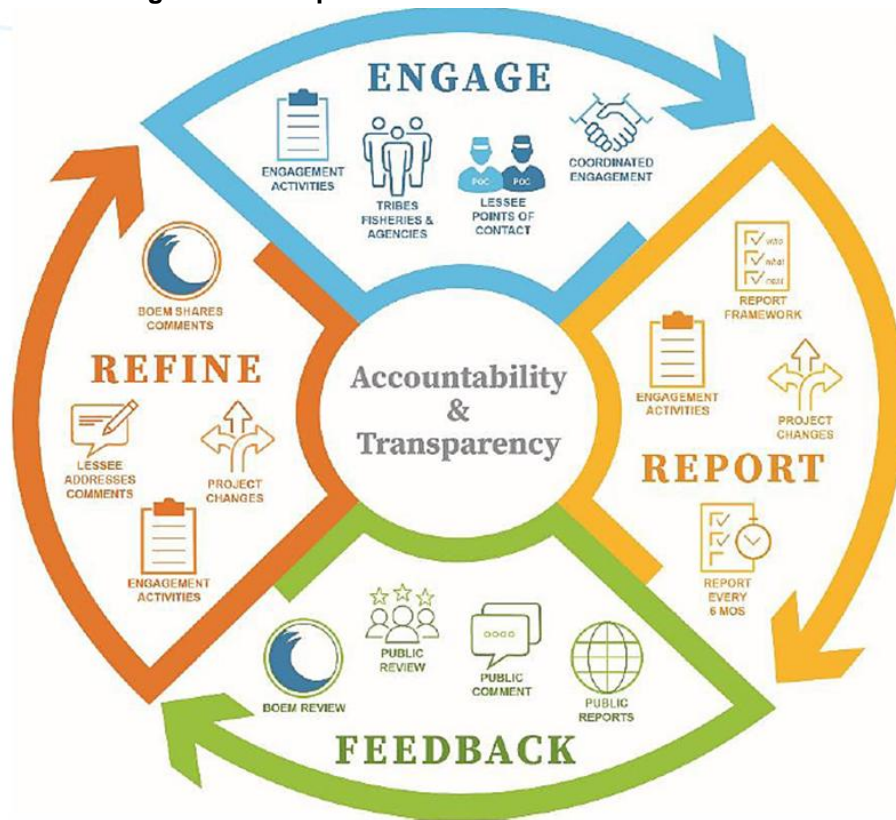 ENGAGE
ENGAGEMENT
ACTIVITIES
TRIBES
FISHERIES &
AGENCIES
POC
POC
LESSEE
POINTS OF
CONTACT
COORDINATED
ENGAGEMENT
who
what
REPORT
FRAMEWORK
ENGAGEMENT
ACTIVITIES
PROJECT
CHANGES
REPORT
REPORT
EVERY
6 MOS
BOEM SHARES
COMMENTS
REFINE
LESSEE
ADDRESSES
COMMENTS
PROJECT
CHANGES
ENGAGEMENT
ACTIVITIES
Accountability
&
Transparency
BOEM REVIEW
PUBLIC
REVIEW
PUBLIC
COMMENT
PUBLIC
REPORTS
FEEDBACK